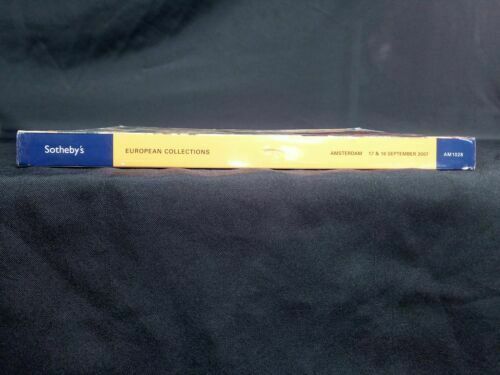 Sotheby's EUROPEAN COLLECTIONS AMSTERDAM 17 & 18 SEPTEMBER 2007 AM1028